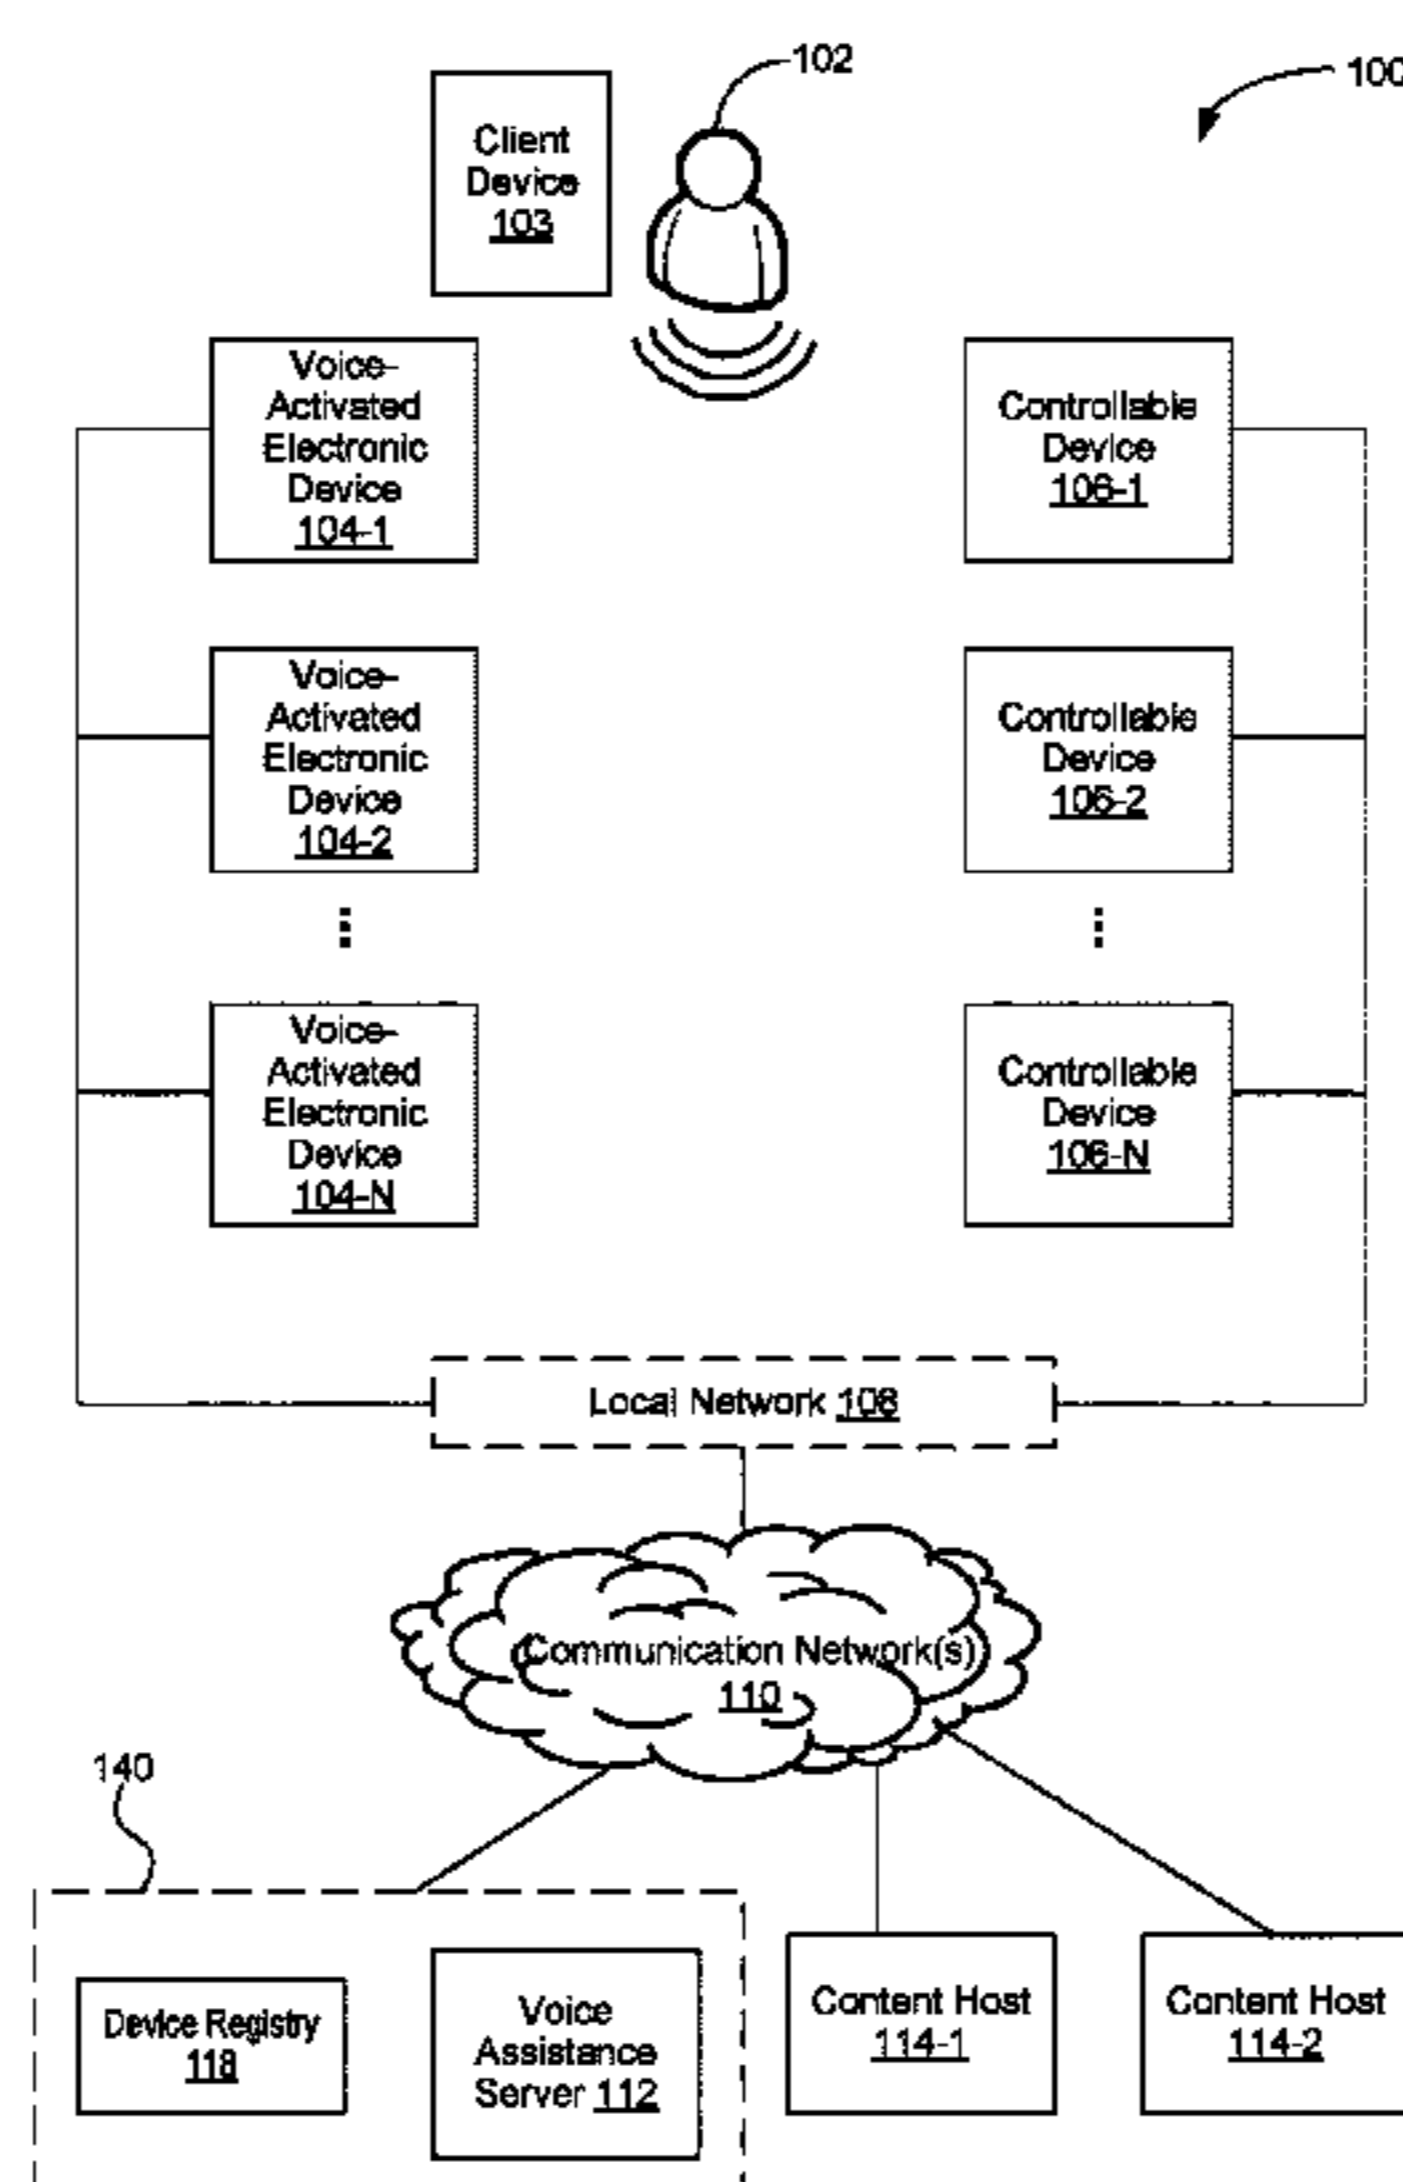 102
100
Client
Device
103
Voice-
Activated
Electronic
Device
104-1
Controllable
Device
106-1
Voice-
Activated
Electronic
Device
104-2
Controllable
Device
106-2
Voice-
Activated
Electronic
Device
104-N
Controllable
Device
106-N
Local Network 108
Communication Network(s)
110
140
Device Registry
118
Voice
Assistance
Server 112
Content Host
114-1
Content Host
114-2